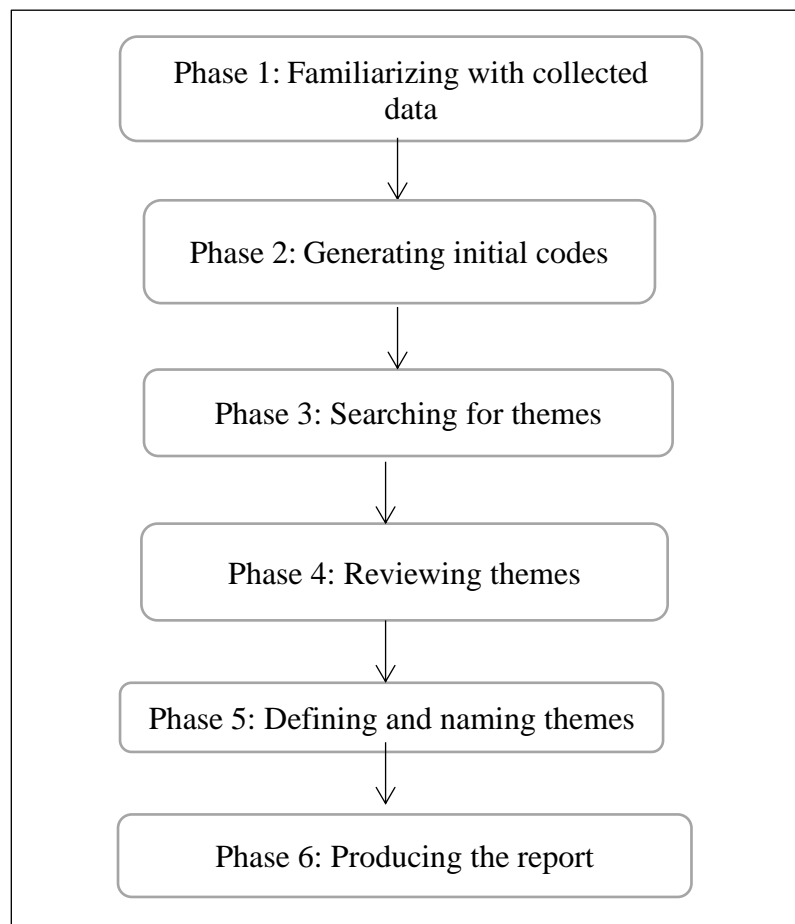 Phase 1: Familiarizing with collected
data
Phase 2: Generating initial codes
Phase 3: Searching for themes
Phase 4: Reviewing themes
Phase 5: Defining and naming themes
Phase 6: Producing the report